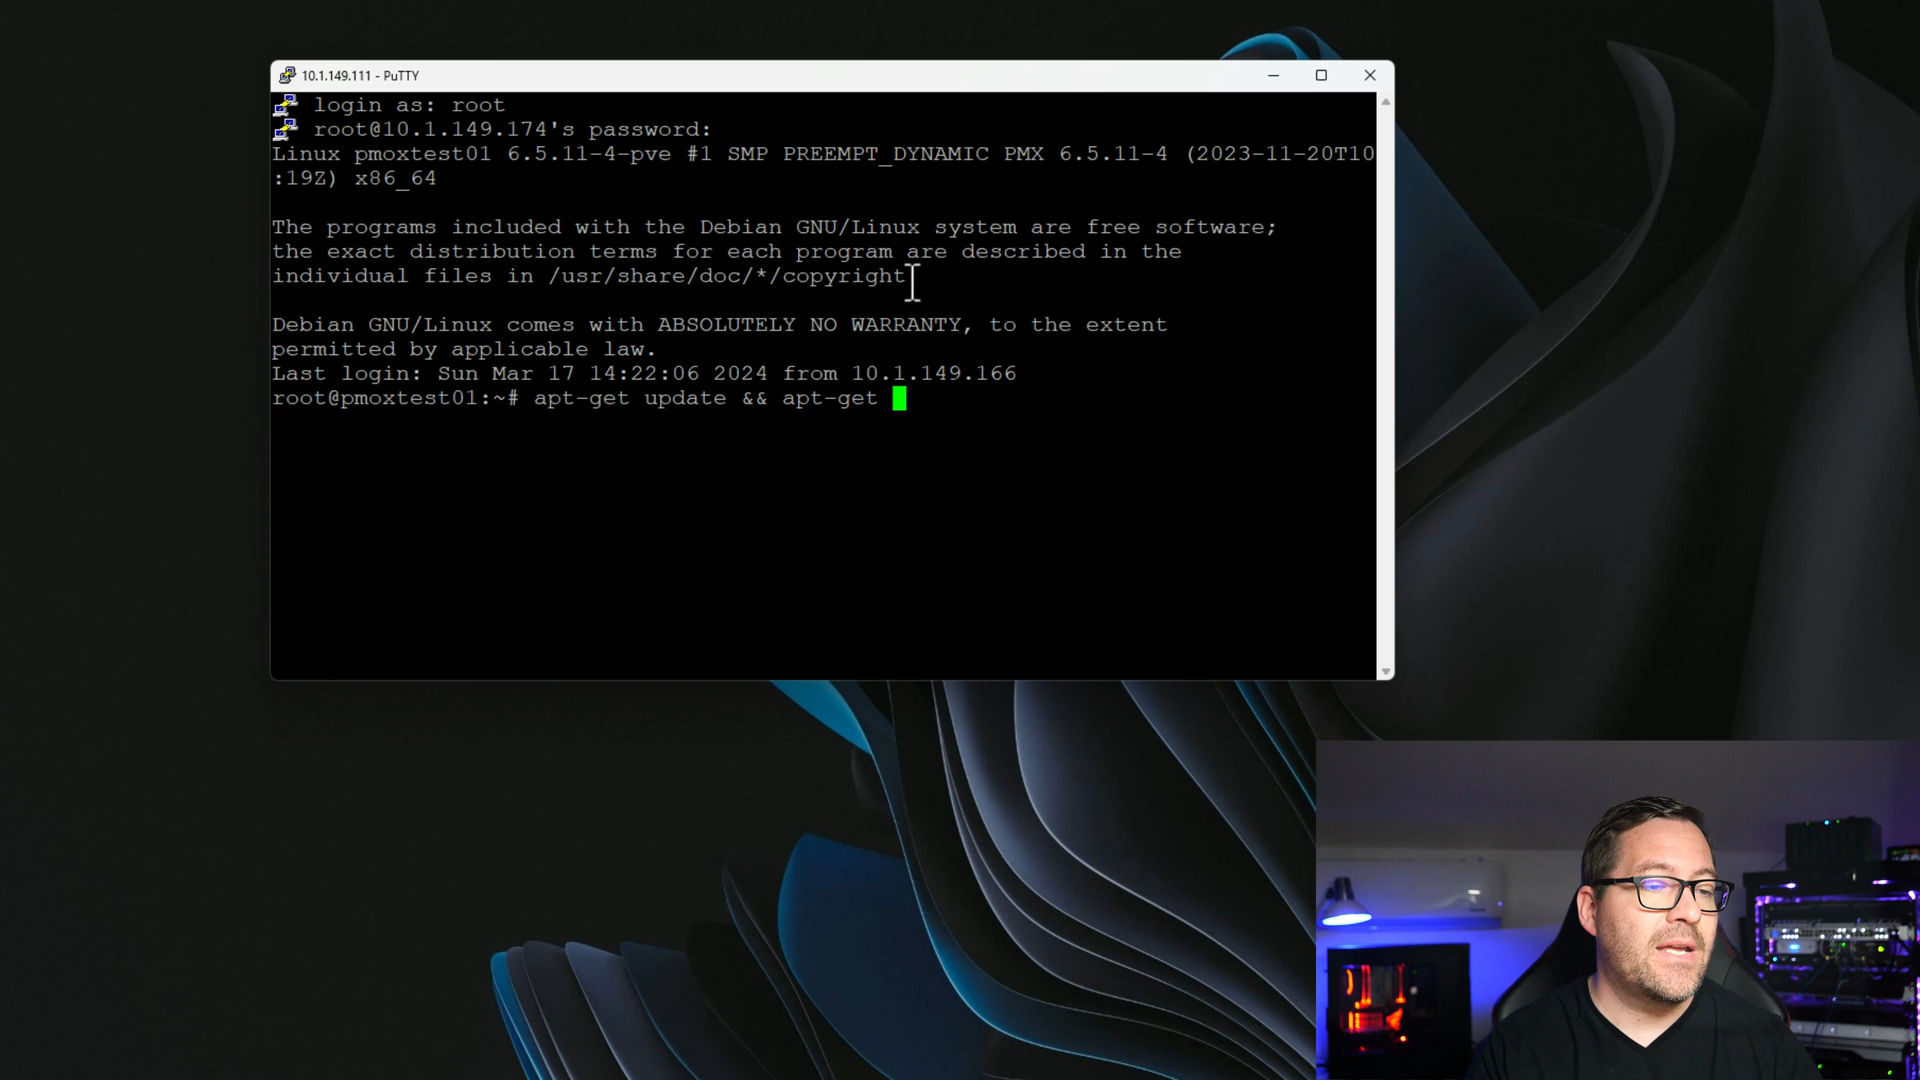 10.1.149.111 - PuTTY
login as: root
root@10.1.149.174's password:
Linux pmoxtest01 6.5.11-4-pve #1 SMP PREEMPT_DYNAMIC PMX 6.5.11-4 (2023-11-20T10
:19Z) x86_64
The programs included with the Debian GNU/Linux system are free software;
the exact distribution terms for each program are described in the
individual files in /usr/share/doc/*/copyright
Debian GNU/Linux comes with ABSOLUTELY NO WARRANTY, to the extent
permitted by applicable law.
Last login: Sun Mar 17 14:22:06 2024 from 10.1.149.166
root@pmoxtest01:~# apt-get update && apt-get